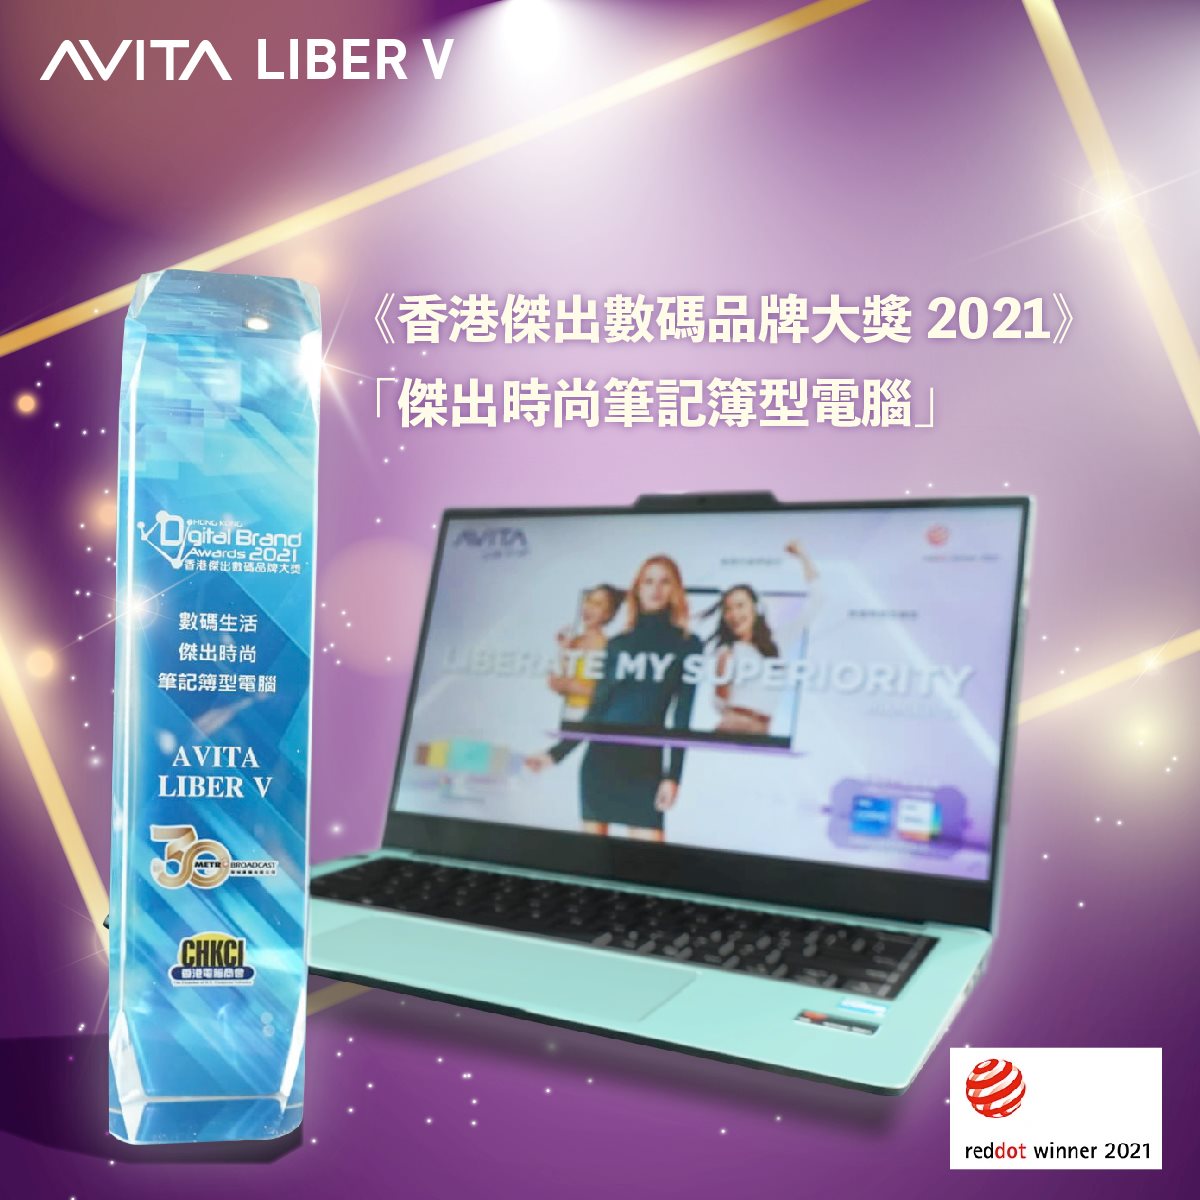 AVITA LIBER V
《香港傑出數碼品牌大獎 2021》
「傑出時尚筆記簿型電腦」
HONG KONG
Digital Brand
Awards 2021
香港傑出數碼品牌大獎
數碼生活
傑出時尚
筆記簿型電腦
AVITA
LIBER V
30
METRO BROADCAST
CHKCI
香港電腦商會
AVITA
LIBERATE MY SUPERIORITY
reddot winner 2021